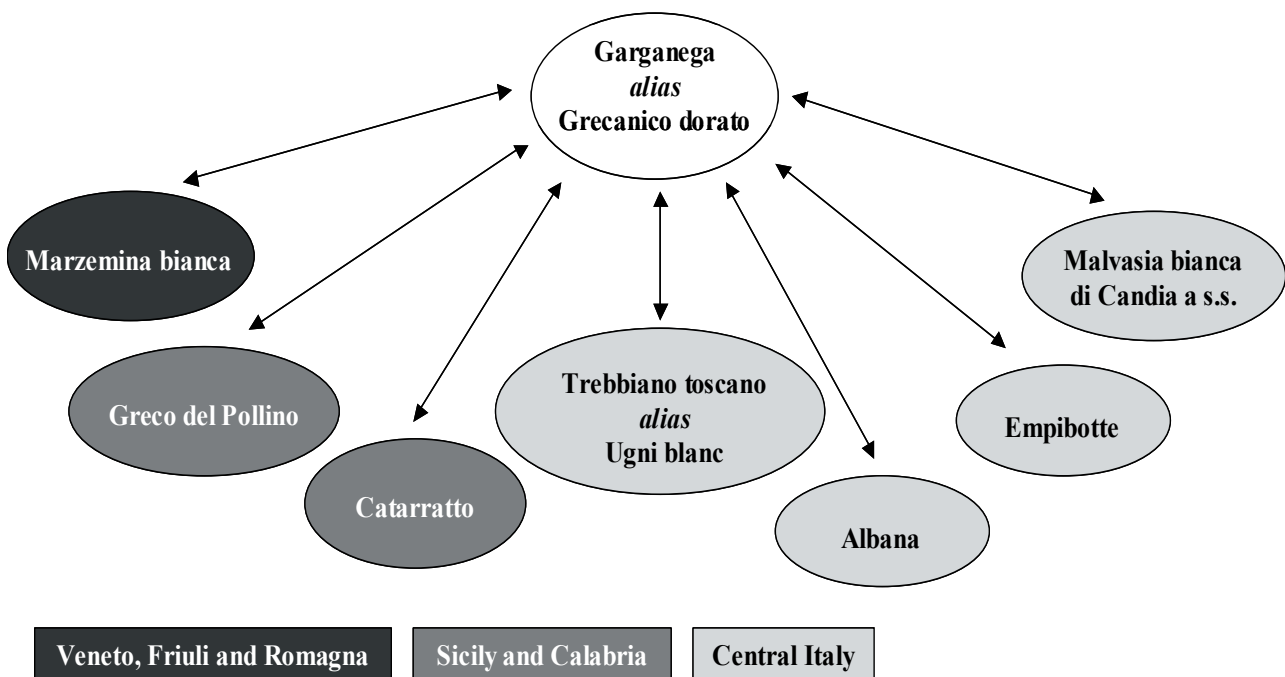 Garganega
alias
Grecanico dorato
Marzemina bianca
Malvasia bianca
di Candia a s.s.
Greco del Pollino
Trebbiano toscano
alias
Ugni blanc
Empibotte
Catarratto
Albana
Veneto, Friuli and Romagna
Sicily and Calabria
Central Italy